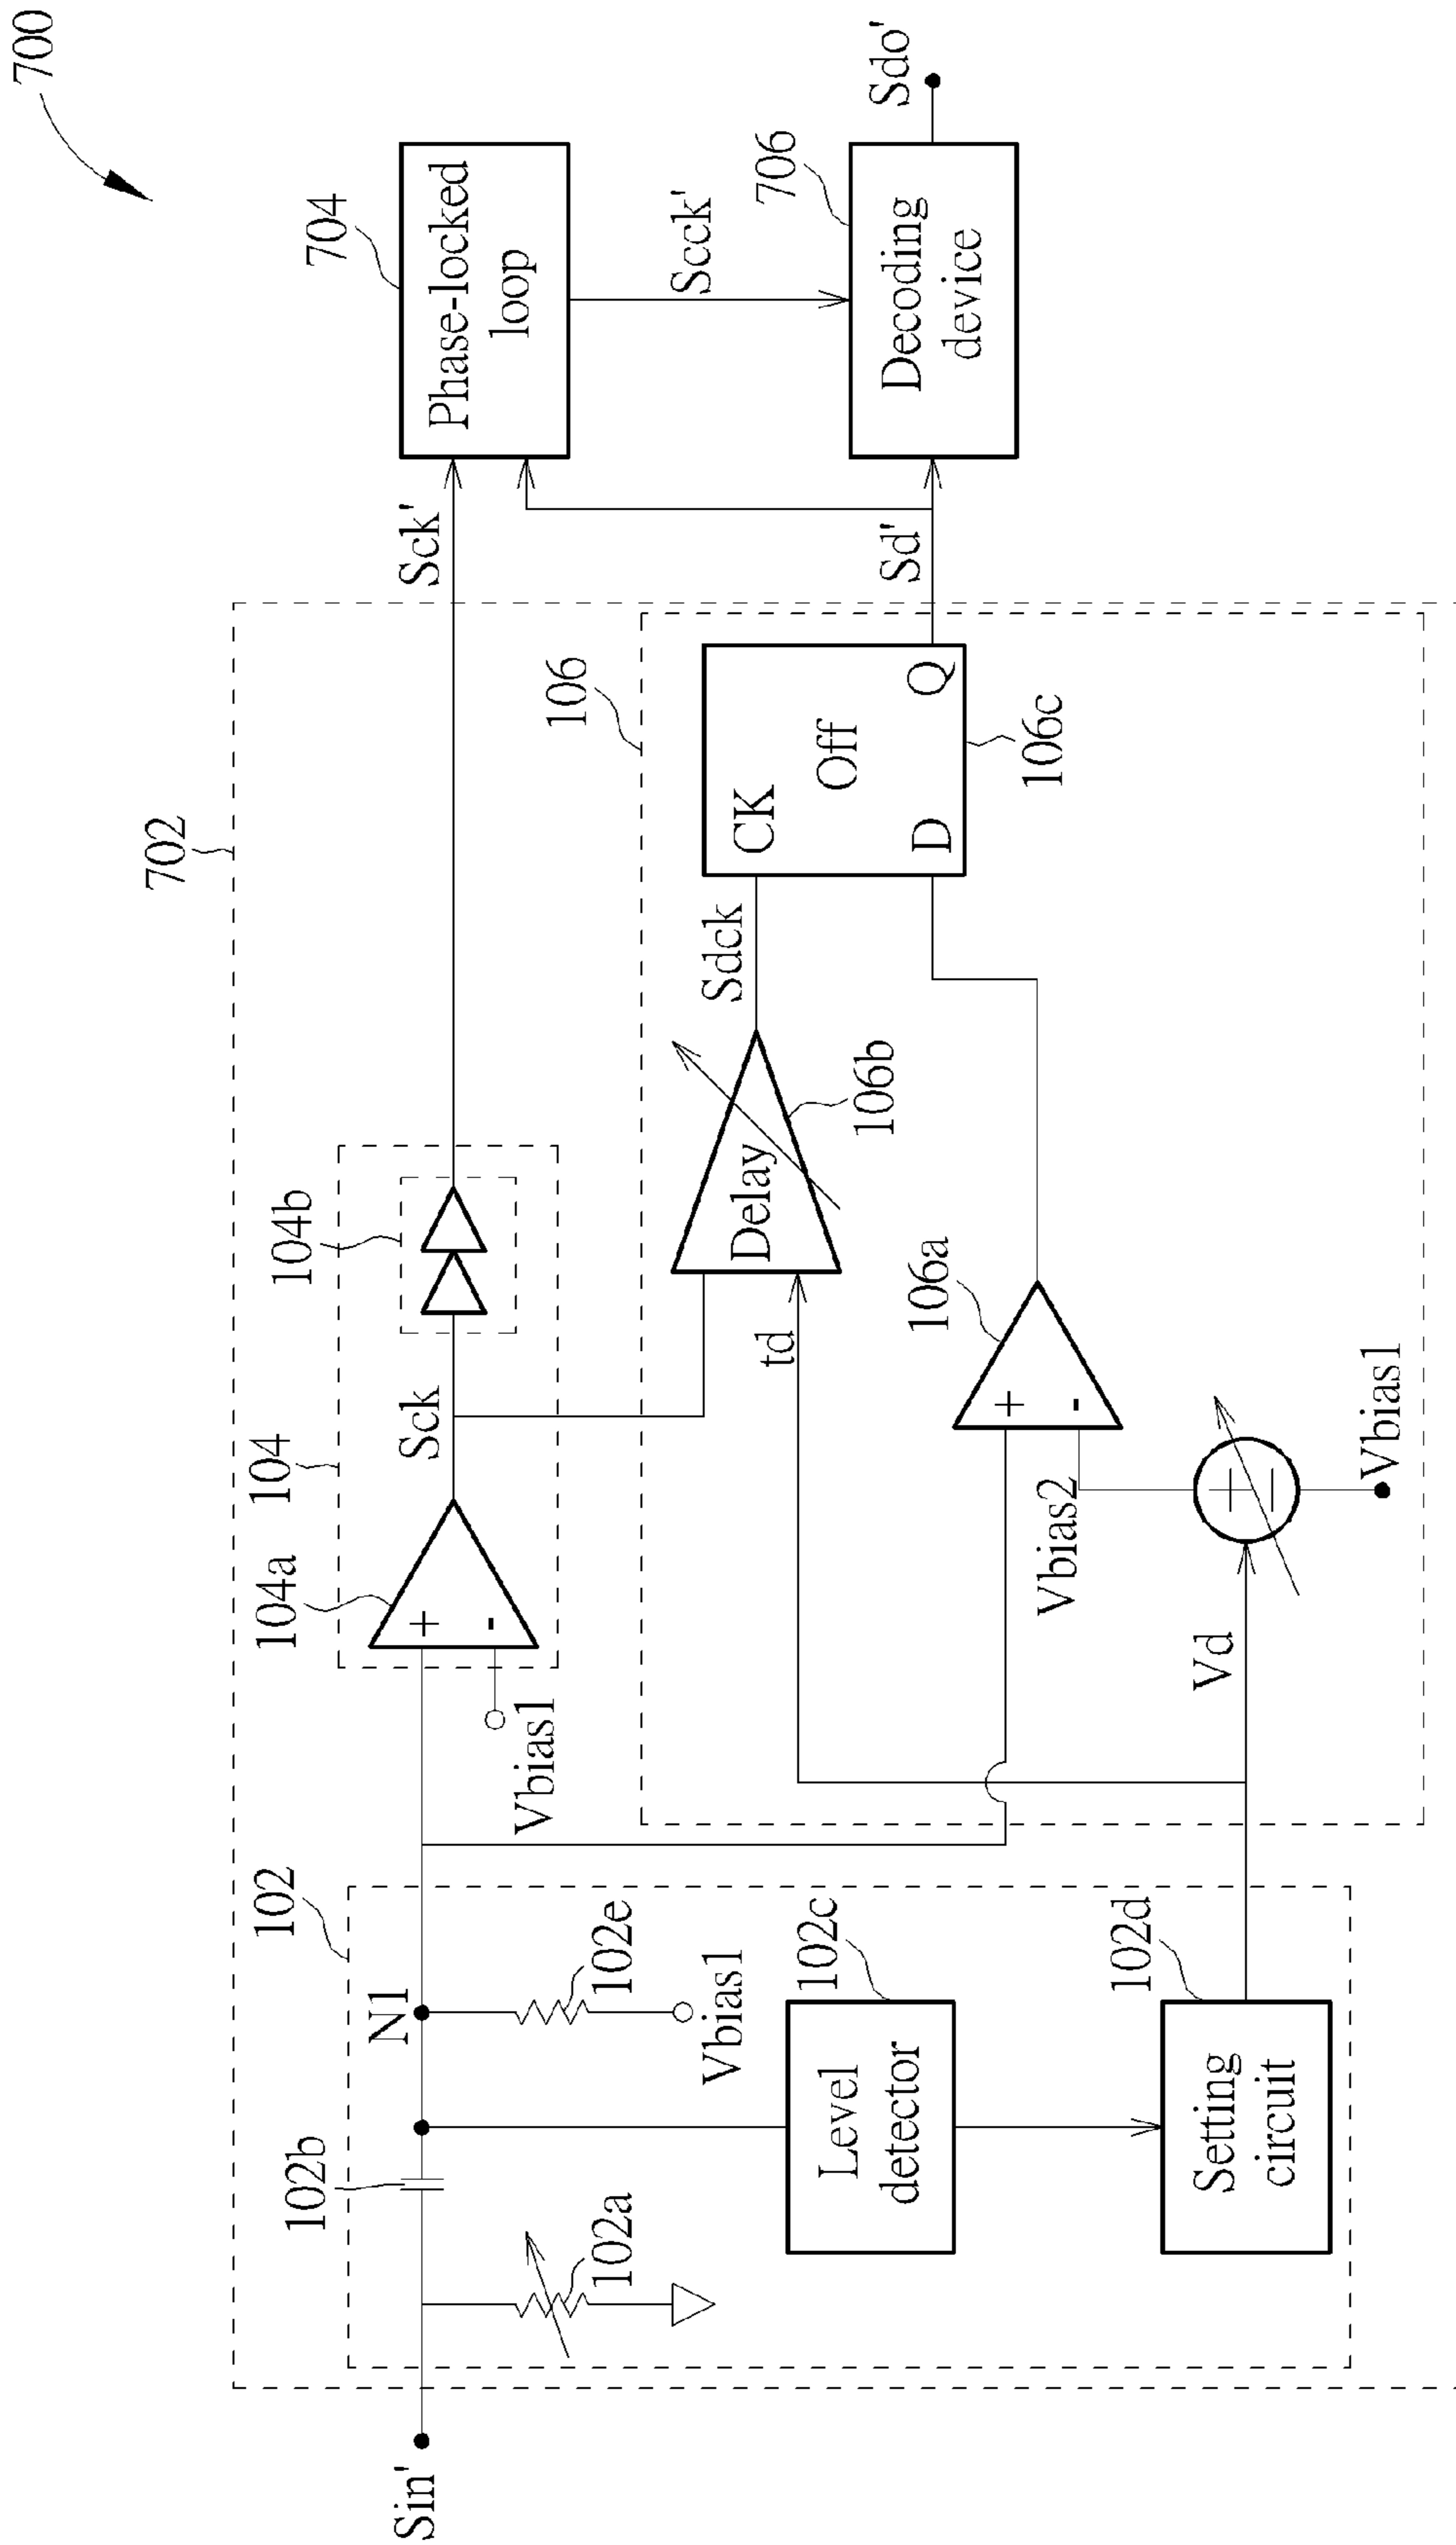 700
702
704
Phase-locked
loop
Sck'
Scck'
706
Decoding
device
Sdo'
Sd'
104
104a
+
-
Vbias1
Sck
104b
106
Delay
106b
td
Sdck
CK
Off
D
Q
106c
106a
+
-
Vbias2
Vd
Vbias1
102
Sin'
102b
N1
102a
102e
Vbias1
102c
Level
detector
102d
Setting
circuit